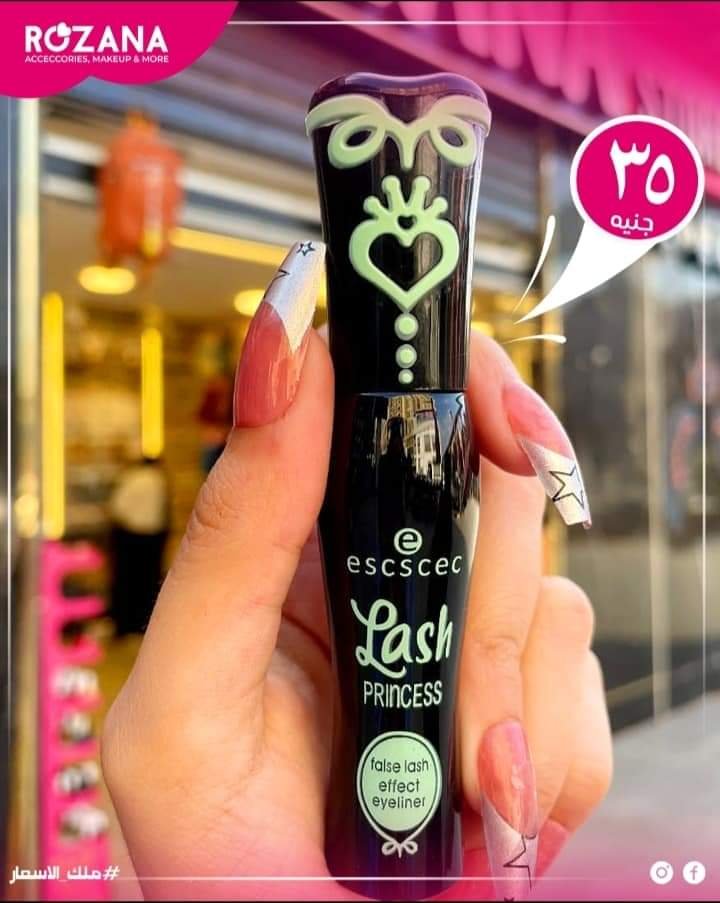 ROZANA
ACCECCORIES, MAKEUP & MORE
٣٥
جنيه
e
escscec
Lash
PRINCESS
false lash
effect
eyeliner
#ملك_الاسعار